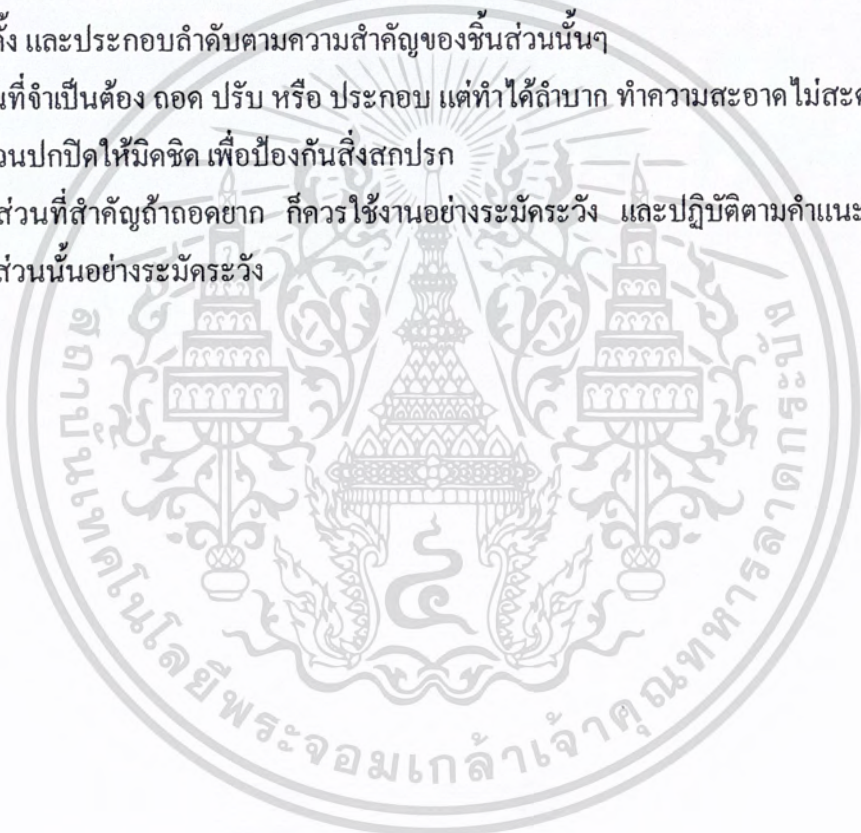 ตั้ง และประกอบลำดับตามความสำคัญของชิ้นส่วนนั้นๆ
ที่จำเป็นต้อง ถอด ปรับ หรือ ประกอบ แต่ทำได้ลำบาก ทำความสะอาดไม่สะ
ปกปิดให้มิดชิด เพื่อป้องกันสิ่งสกปรก
ส่วนที่สำคัญถ้าถอดยาก ก็ควรใช้งานอย่างระมัดระวัง และปฏิบัติตามคำแนะ
ส่วนนั้นอย่างระมัดระวัง
สถาบันเทคโนโลยีพระจอมเกล้าเจ้าคุณทหารลาดกระบัง
๔